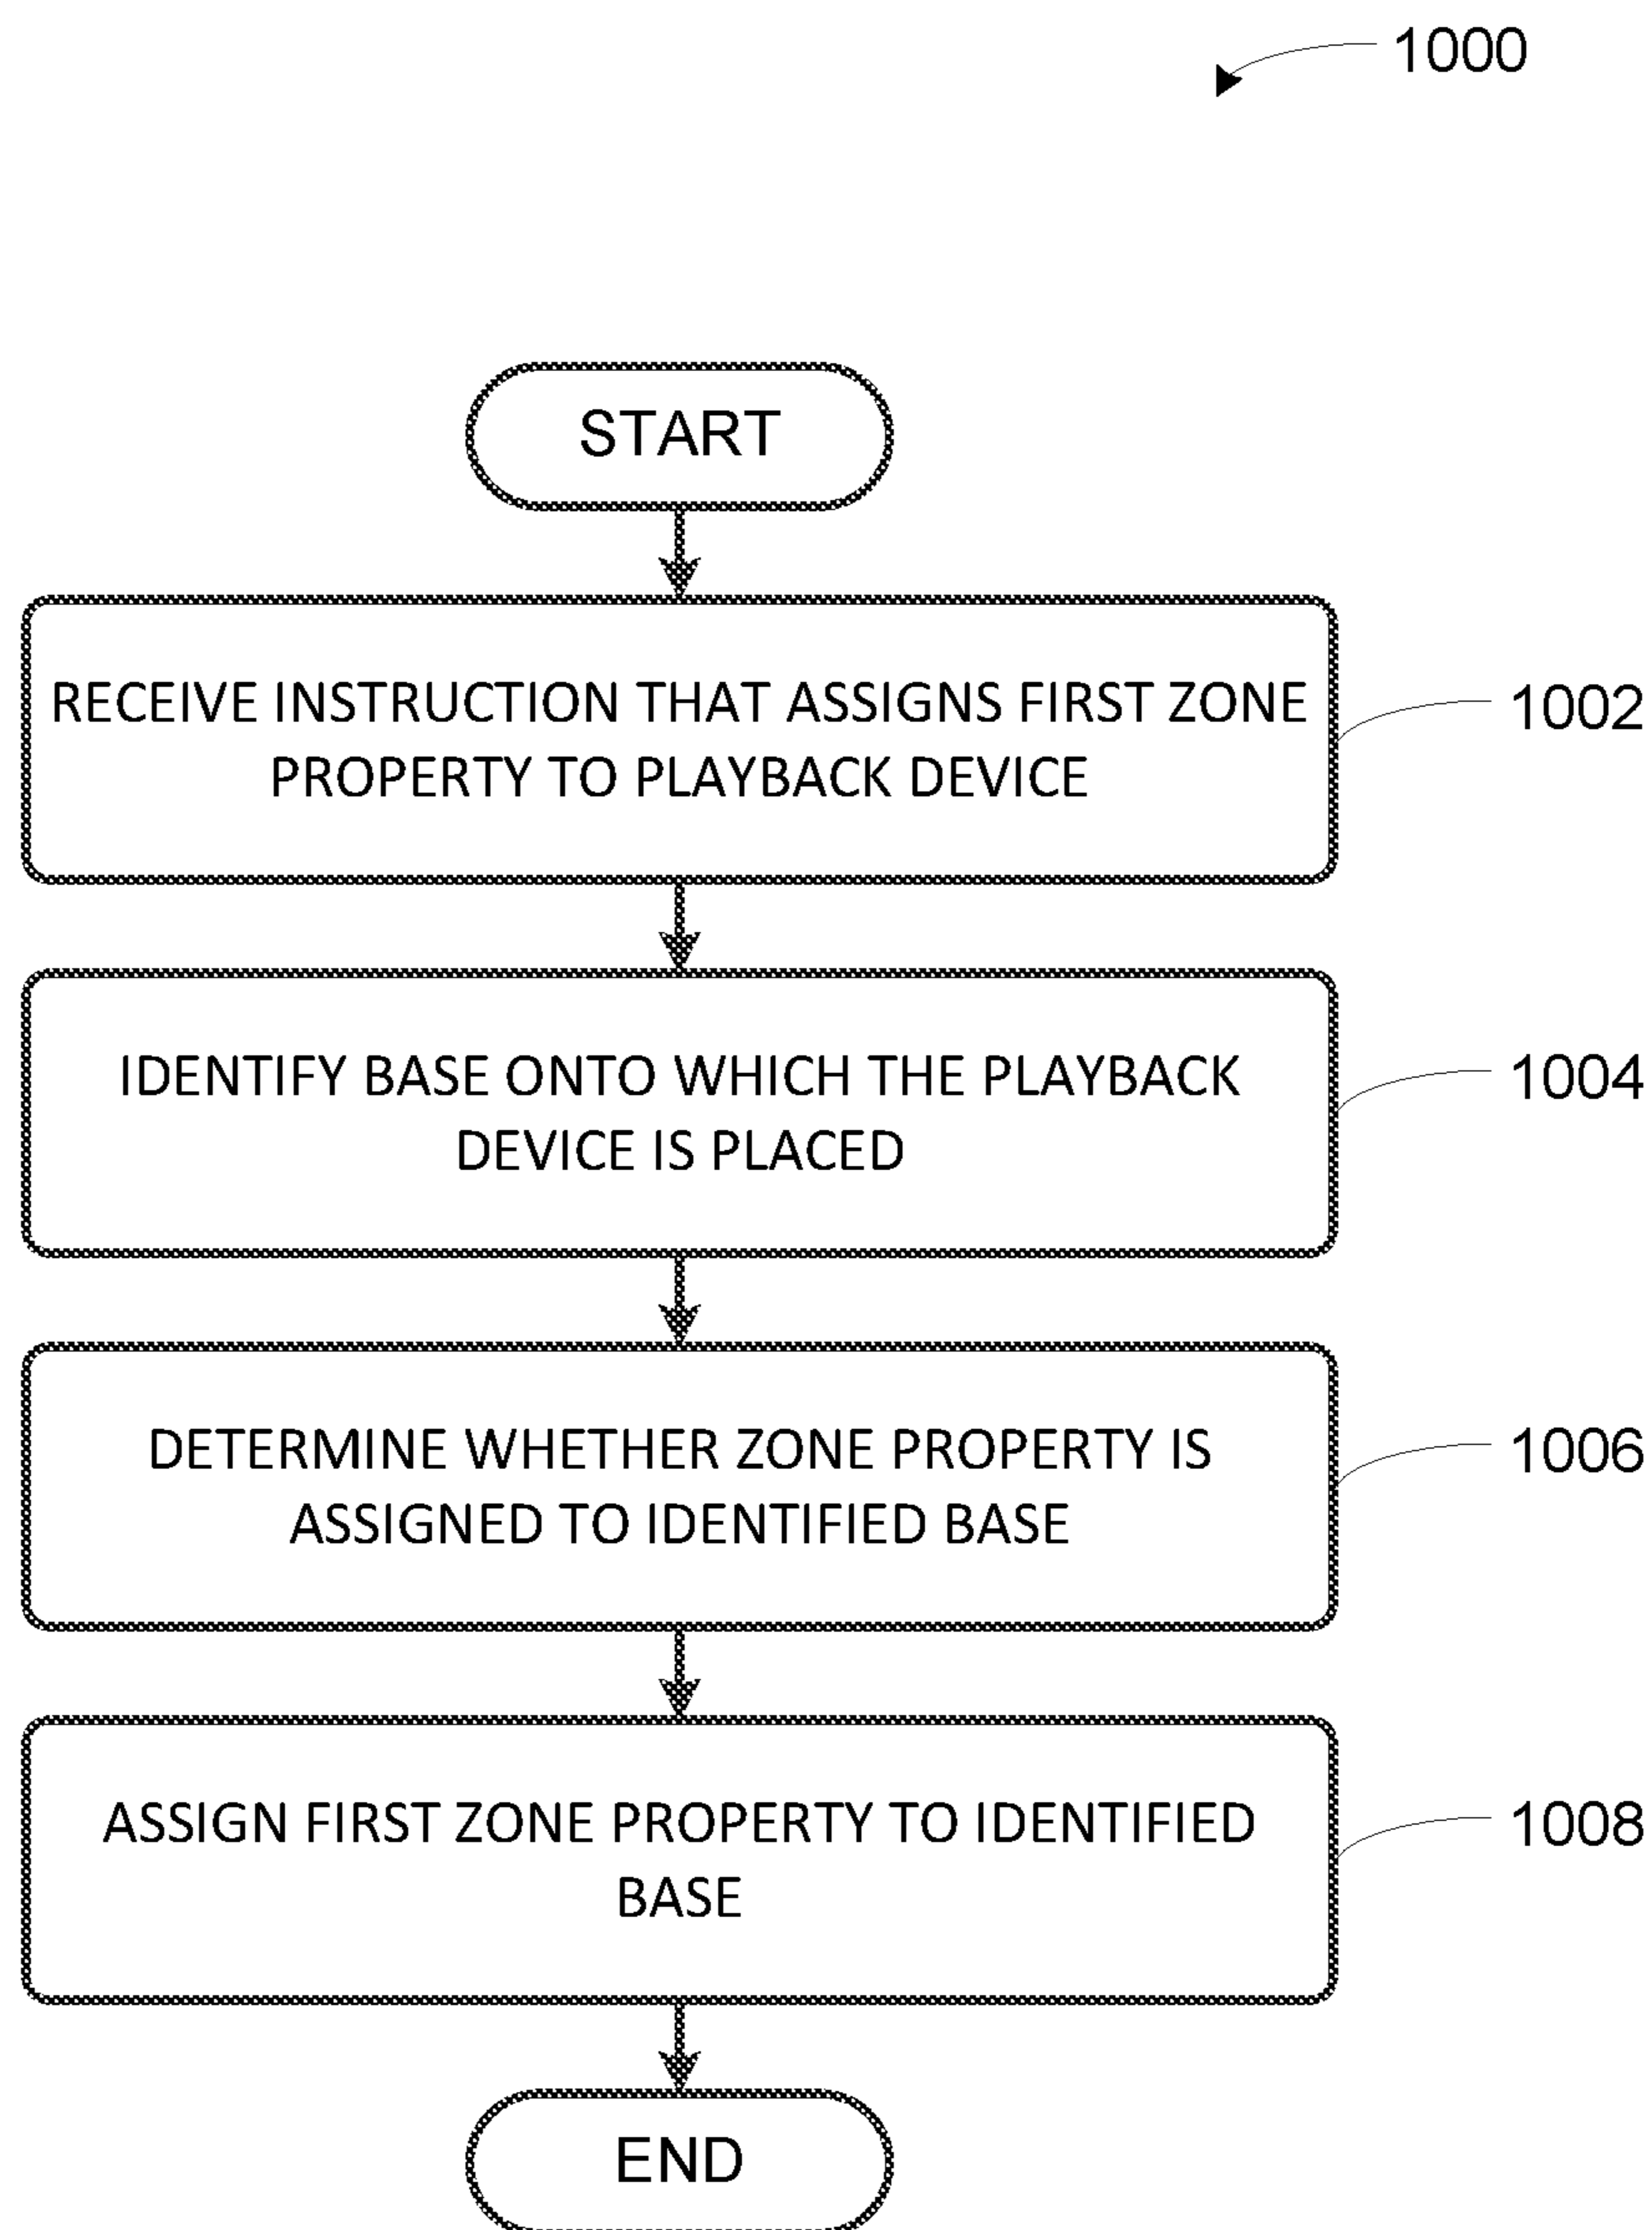 1000
START
RECEIVE INSTRUCTION THAT ASSIGNS FIRST ZONE
PROPERTY TO PLAYBACK DEVICE
1002
IDENTIFY BASE ONTO WHICH THE PLAYBACK
DEVICE IS PLACED
1004
DETERMINE WHETHER ZONE PROPERTY IS
ASSIGNED TO IDENTIFIED BASE
1006
ASSIGN FIRST ZONE PROPERTY TO IDENTIFIED
BASE
1008
END